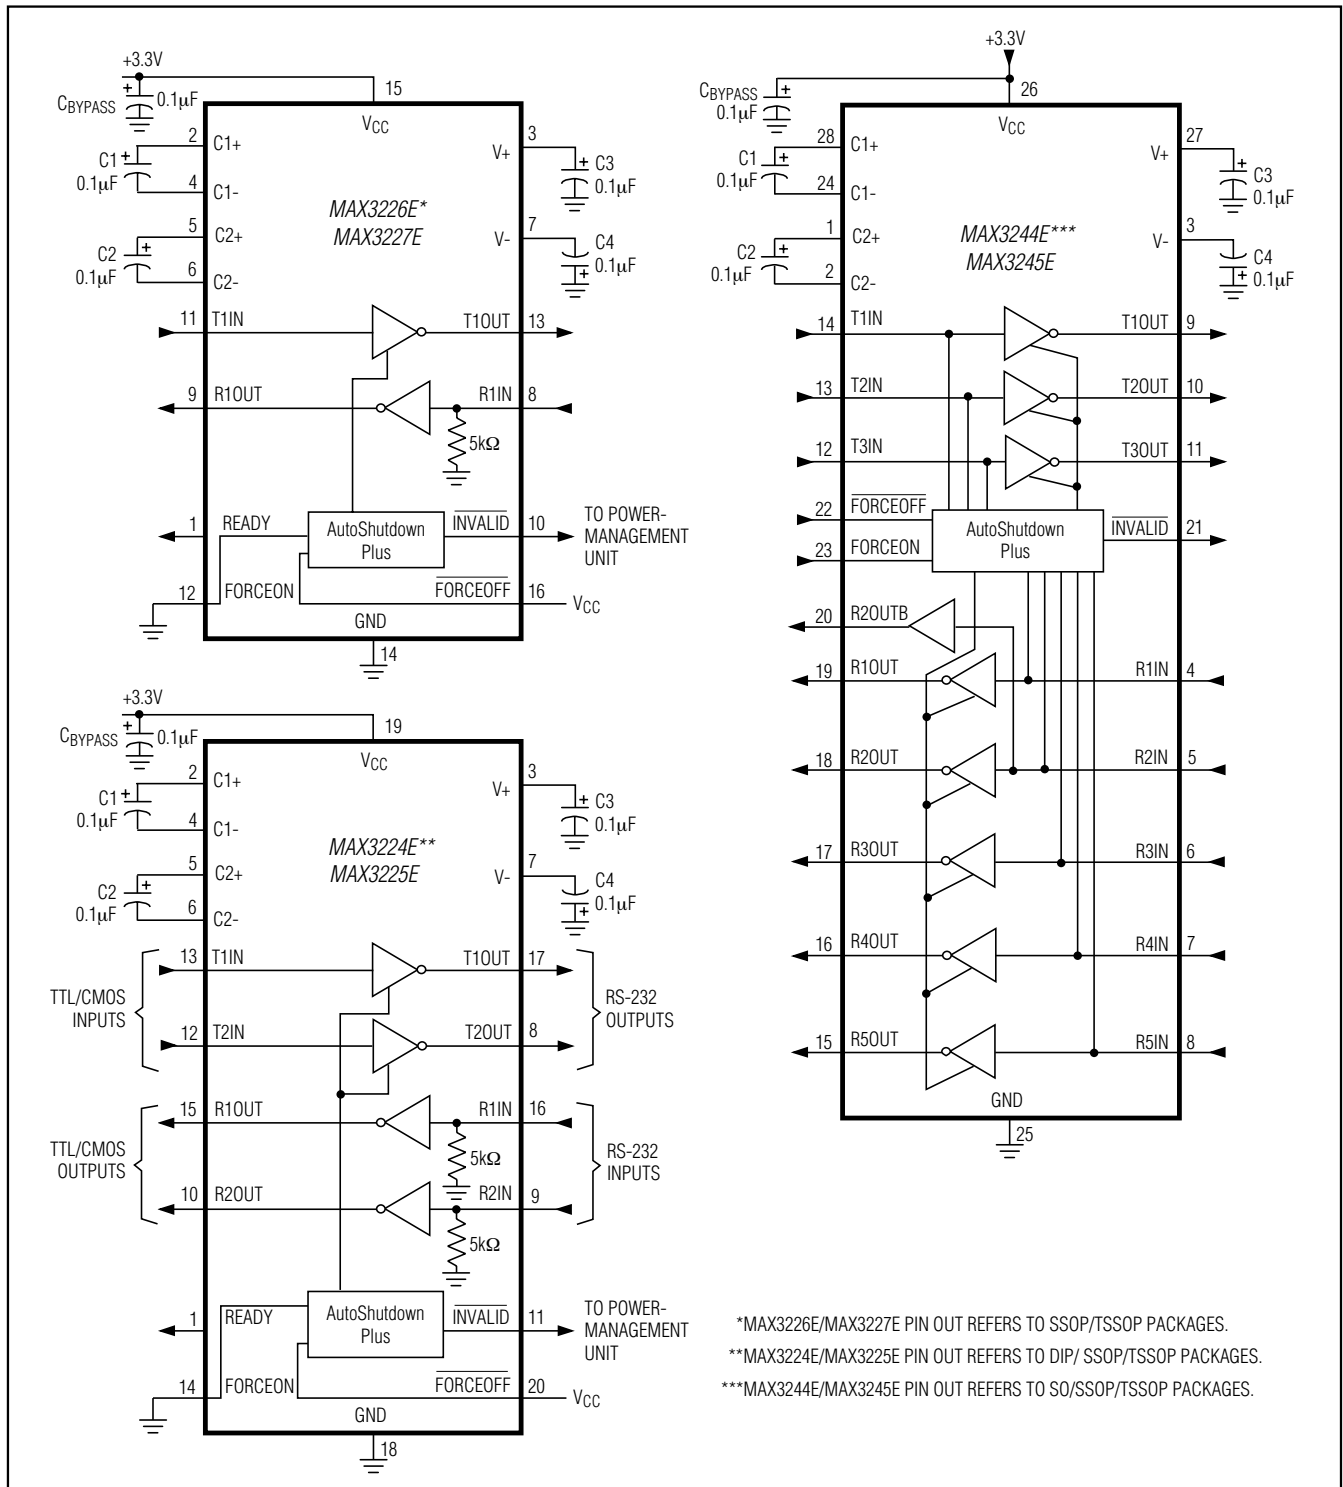 +3.3V
CBYPASS
+
0.1µF
15
VCC
2
C1+
C1
+
0.1µF
4
C1-
5
C2+
C2
+
0.1µF
6
C2-
MAX3226E*
MAX3227E
3
V+
+
C3
0.1µF
7
V-
C4
+
0.1µF
11
T1IN
T1OUT
13
9
R1OUT
R1IN
8
5kΩ
1
READY
AutoShutdown
Plus
INVALID
10
TO POWER-
MANAGEMENT
UNIT
12
FORCEON
FORCEOFF
16
VCC
GND
14
+3.3V
CBYPASS
+
0.1µF
19
VCC
2
C1+
C1
+
0.1µF
4
C1-
5
C2+
C2
+
0.1µF
6
C2-
MAX3224E**
MAX3225E
3
V+
+
C3
0.1µF
7
V-
C4
+
0.1µF
TTL/CMOS
INPUTS
13
T1IN
T1OUT
17
12
T2IN
T2OUT
8
RS-232
OUTPUTS
TTL/CMOS
OUTPUTS
15
R1OUT
R1IN
16
5kΩ
10
R2OUT
R2IN
9
5kΩ
RS-232
INPUTS
1
READY
AutoShutdown
Plus
INVALID
11
TO POWER-
MANAGEMENT
UNIT
14
FORCEON
FORCEOFF
20
VCC
GND
18
+3.3V
CBYPASS
+
0.1µF
26
VCC
28
C1+
C1
+
0.1µF
24
C1-
1
C2+
C2
+
0.1µF
2
C2-
MAX3244E***
MAX3245E
27
V+
+
C3
0.1µF
3
V-
C4
+
0.1µF
14
T1IN
T1OUT
9
13
T2IN
T2OUT
10
12
T3IN
T3OUT
11
22
FORCEOFF
23
FORCEON
AutoShutdown
Plus
INVALID
21
20
R2OUTB
19
R1OUT
R1IN
4
18
R2OUT
R2IN
5
17
R3OUT
R3IN
6
16
R4OUT
R4IN
7
15
R5OUT
R5IN
8
GND
25
*MAX3226E/MAX3227E PIN OUT REFERS TO SSOP/TSSOP PACKAGES.
**MAX3224E/MAX3225E PIN OUT REFERS TO DIP/ SSOP/TSSOP PACKAGES.
***MAX3244E/MAX3245E PIN OUT REFERS TO SO/SSOP/TSSOP PACKAGES.